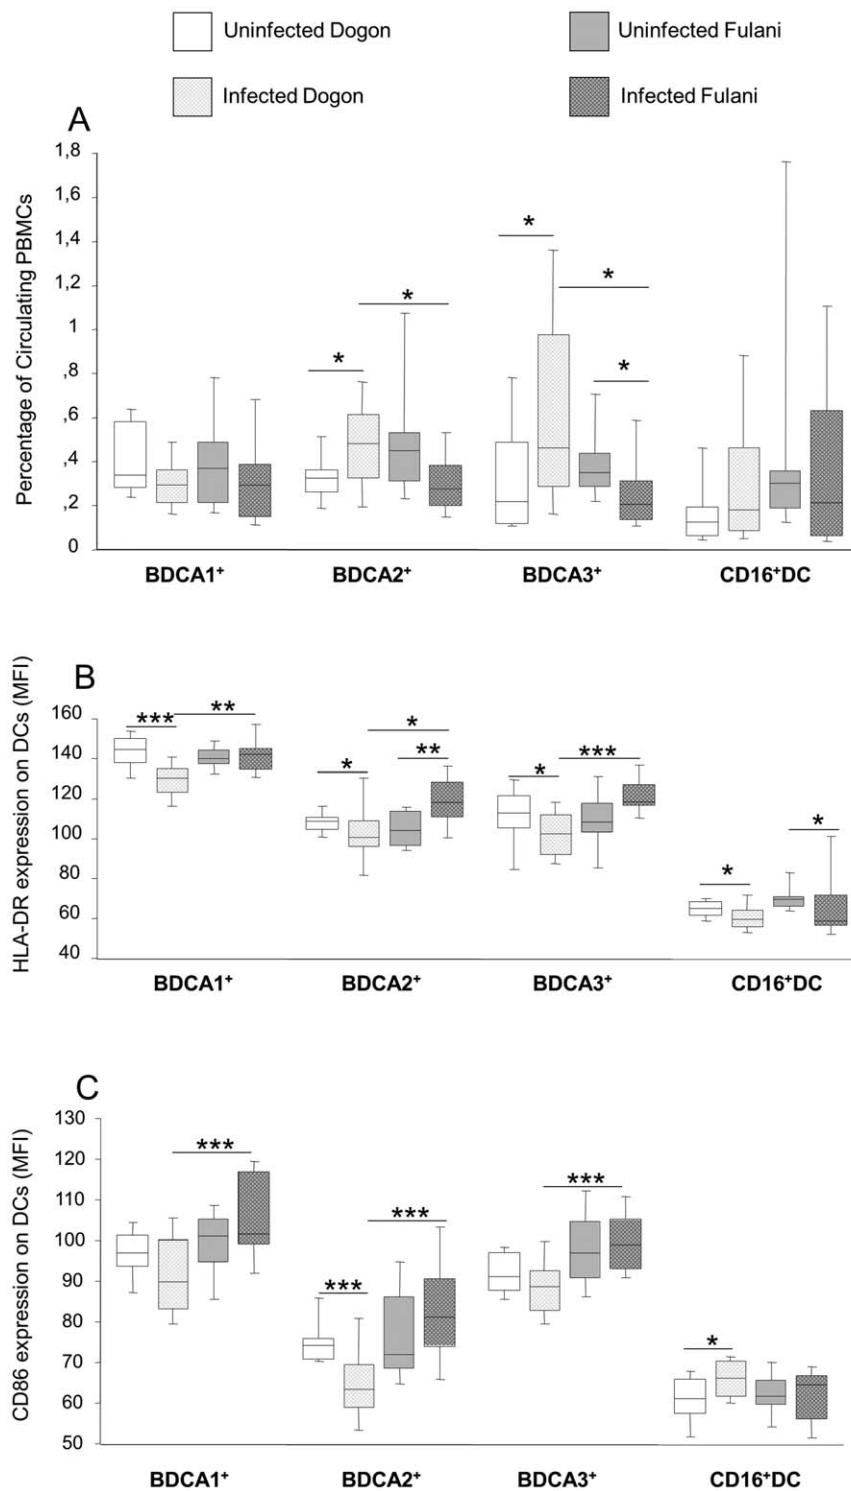 Uninfected Dogon
Uninfected Fulani
Infected Dogon
Infected Fulani
A
Percentage of Circulating PBMCs
1,8
1,6
1,4
1,2
1
,8
,6
,4
,2
0
*
*
*
*
*
BDCA1+
BDCA2+
BDCA3+
CD16+DC
B
HLA-DR expression on DCs (MFI)
160
140
120
100
80
60
40
***
**
*
*
**
*
***
*
*
BDCA1+
BDCA2+
BDCA3+
CD16+DC
C
CD86 expression on DCs (MFI)
130
120
110
100
90
80
70
60
50
***
***
***
***
*
BDCA1+
BDCA2+
BDCA3+
CD16+DC